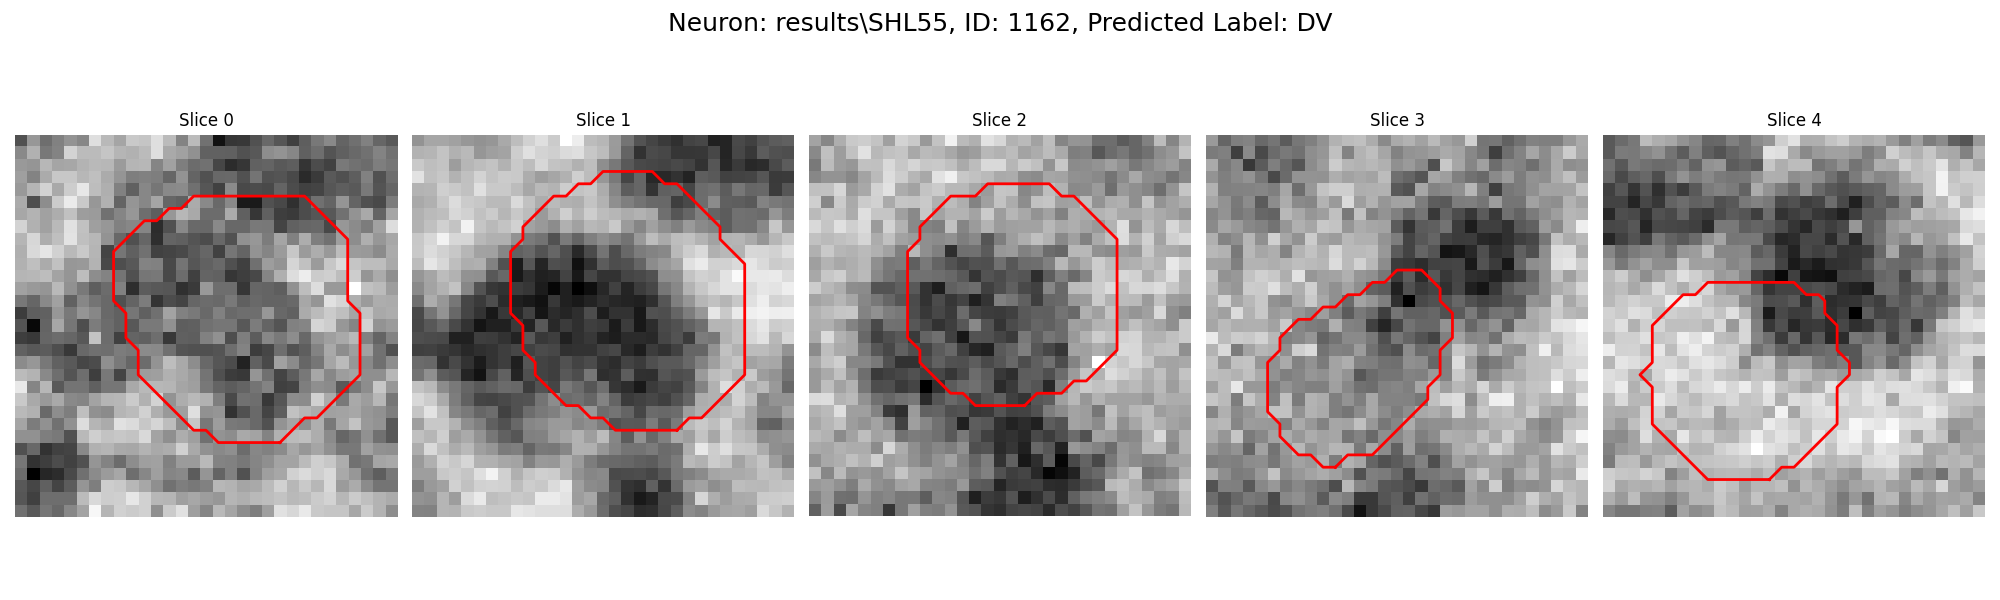 Neuron: results\SHL55, ID: 1162, Predicted Label: DV
Slice 0
Slice 1
Slice 2
Slice 3
Slice 4